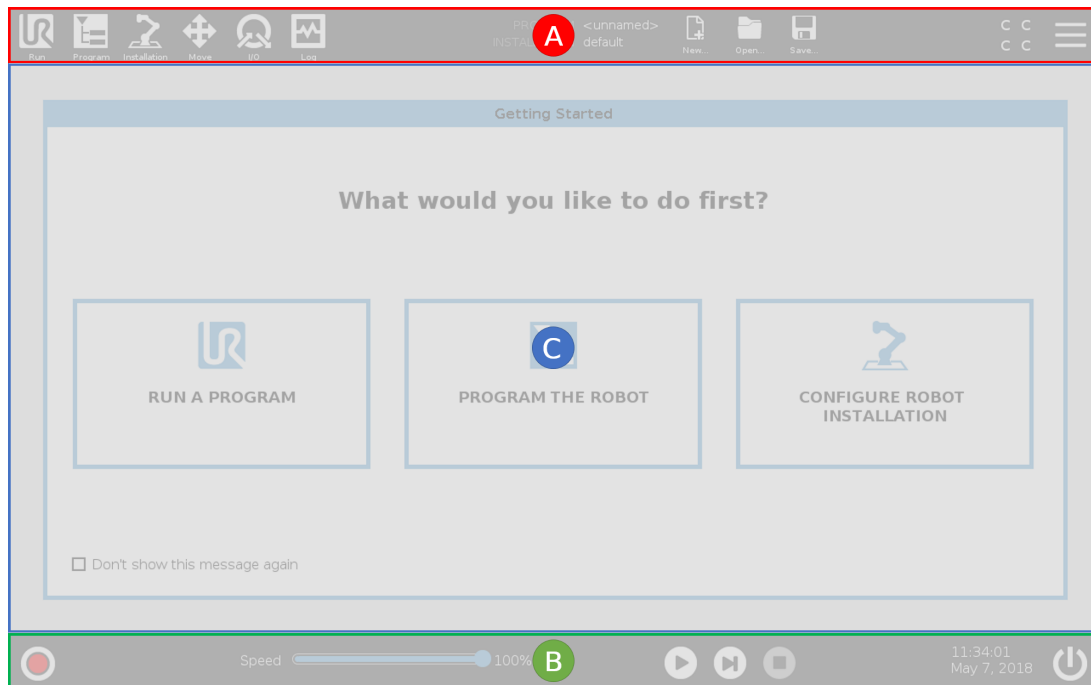 PR A <unnamed>
INSTAL default
Run Program Installation Move I/O Log New... Open... Save...
C C
C C
Getting Started
What would you like to do first?
RUN A PROGRAM
PROGRAM THE ROBOT
CONFIGURE ROBOT
INSTALLATION
C
Don't show this message again
Speed 100% B
11:34:01
May 7, 2018